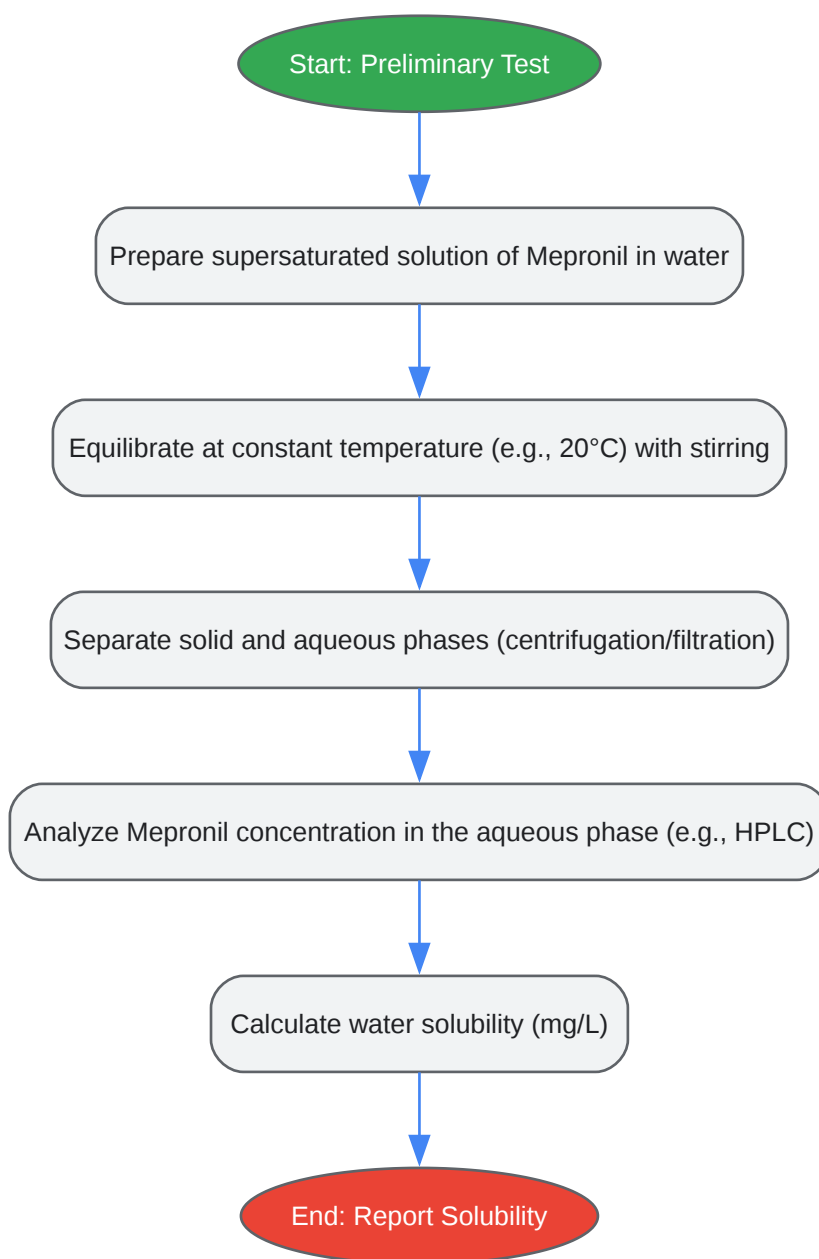 Start: Preliminary Test
Prepare supersaturated solution of Mepronil in water
Equilibrate at constant temperature (e.g., 20°C) with stirring
Separate solid and aqueous phases (centrifugation/filtration)
Analyze Mepronil concentration in the aqueous phase (e.g., HPLC)
Calculate water solubility (mg/L)
End: Report Solubility